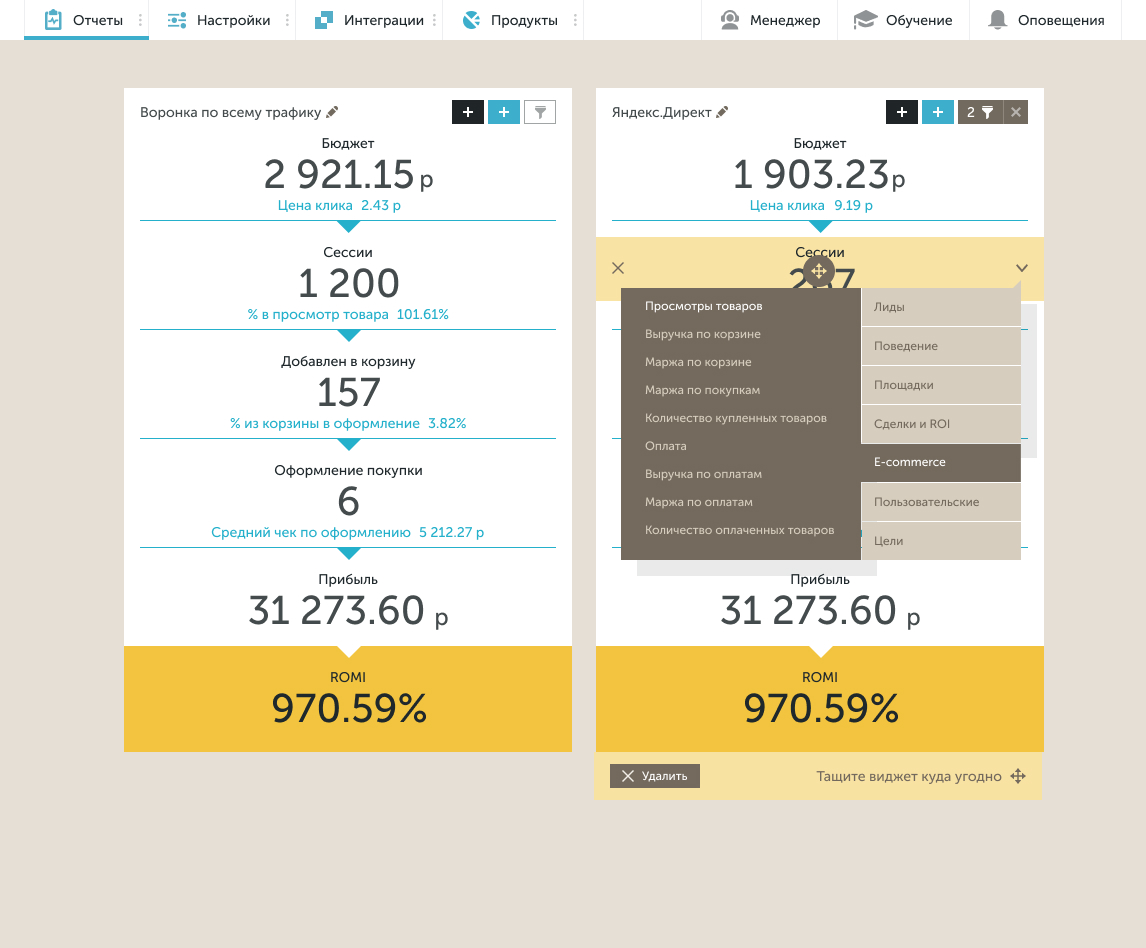 Отчеты
Настройки
Интеграции
Продукты
Менеджер
Обучение
Оповещения
Воронка по всему трафику
Бюджет
2 921.15 р
Цена клика 2.43 р
Сессии
1 200
% в просмотр товара 101.61%
Добавлен в корзину
157
% из корзины в оформление 3.82%
Оформление покупки
6
Средний чек по оформлению 5 212.27 р
Прибыль
31 273.60 р
ROMI
970.59%
Яндекс.Директ
2
Бюджет
1 903.23р
Цена клика 9.19 р
Сессии
Просмотры товаров
Выручка по корзине
Маржа по корзине
Маржа по покупкам
Количество купленных товаров
Оплата
Выручка по оплатам
Маржа по оплатам
Количество оплаченных товаров
Лиды
Поведение
Площадки
Сделки и ROI
E-commerce
Пользовательские
Цели
Прибыль
31 273.60 р
ROMI
970.59%
Удалить
Тащите виджет куда угодно